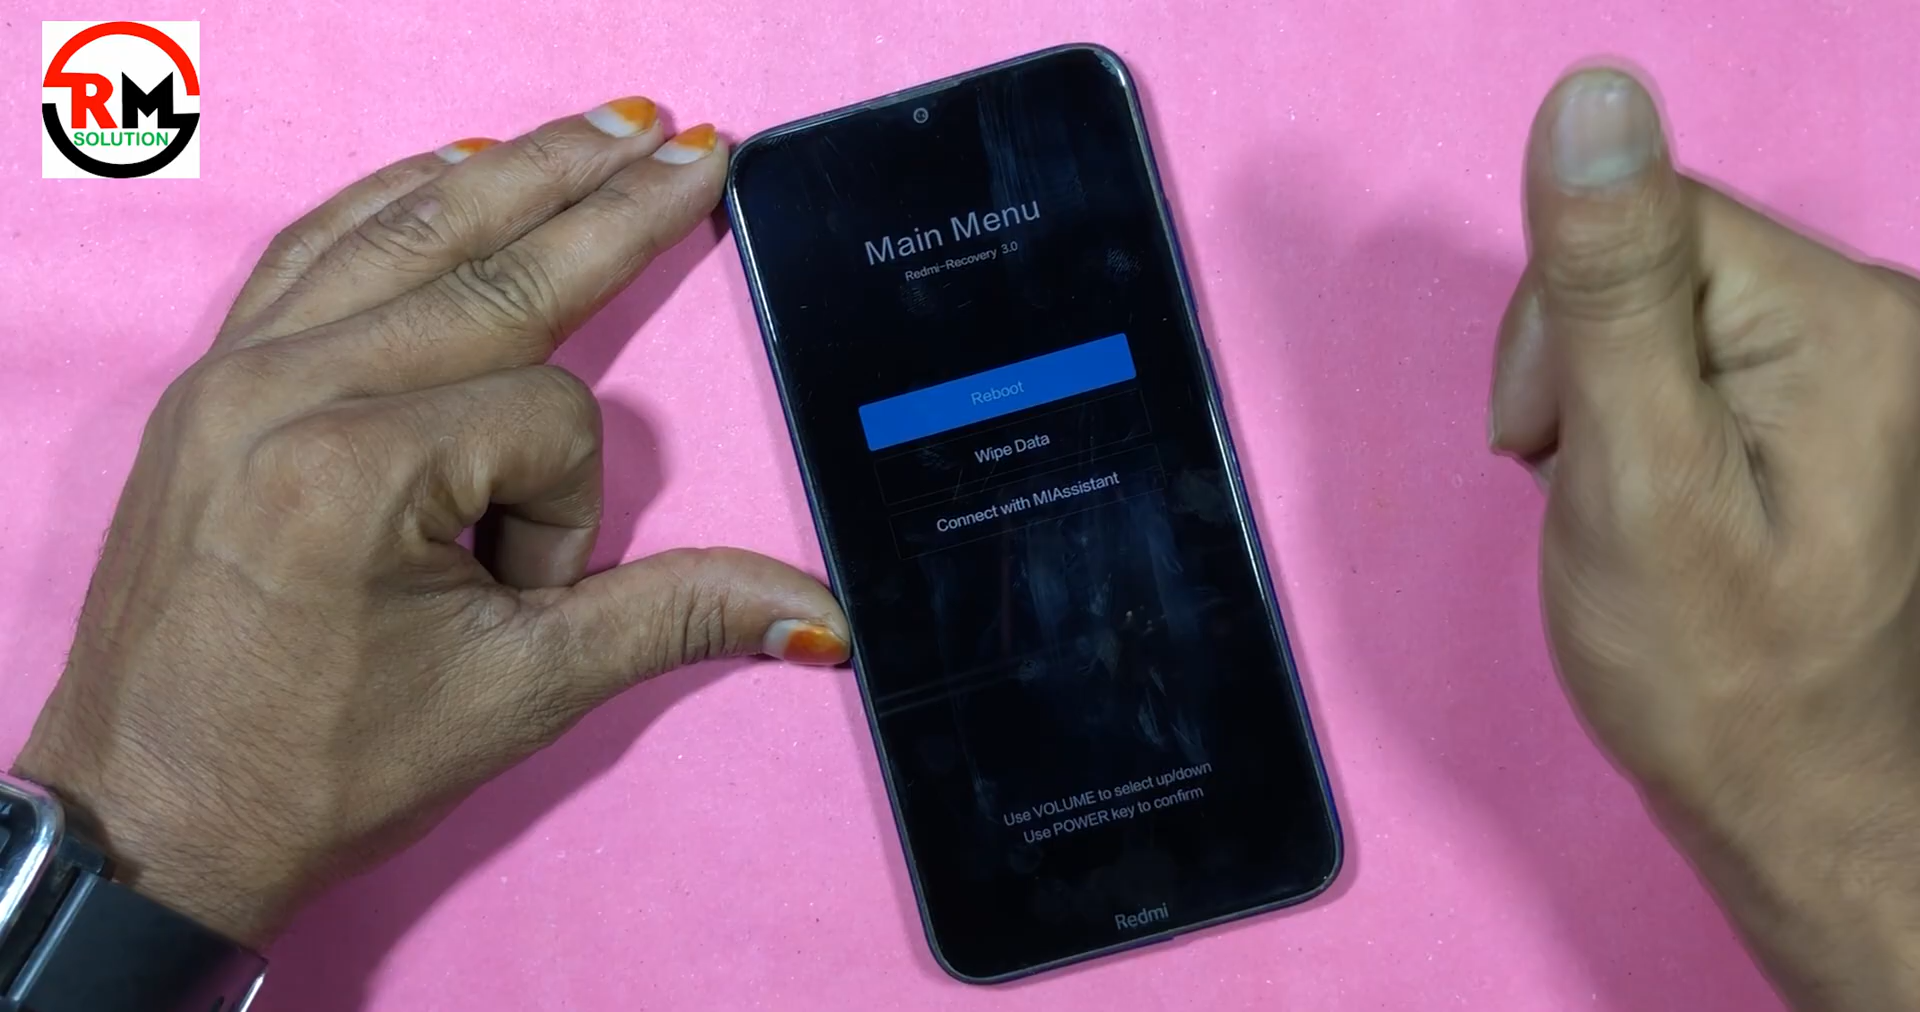 RM
SOLUTION
Main Menu
Redmi-Recovery 3.0
Reboot
Wipe Data
Connect with MIAssistant
Use VOLUME to select up/down
Use POWER key to confirm
Redmi